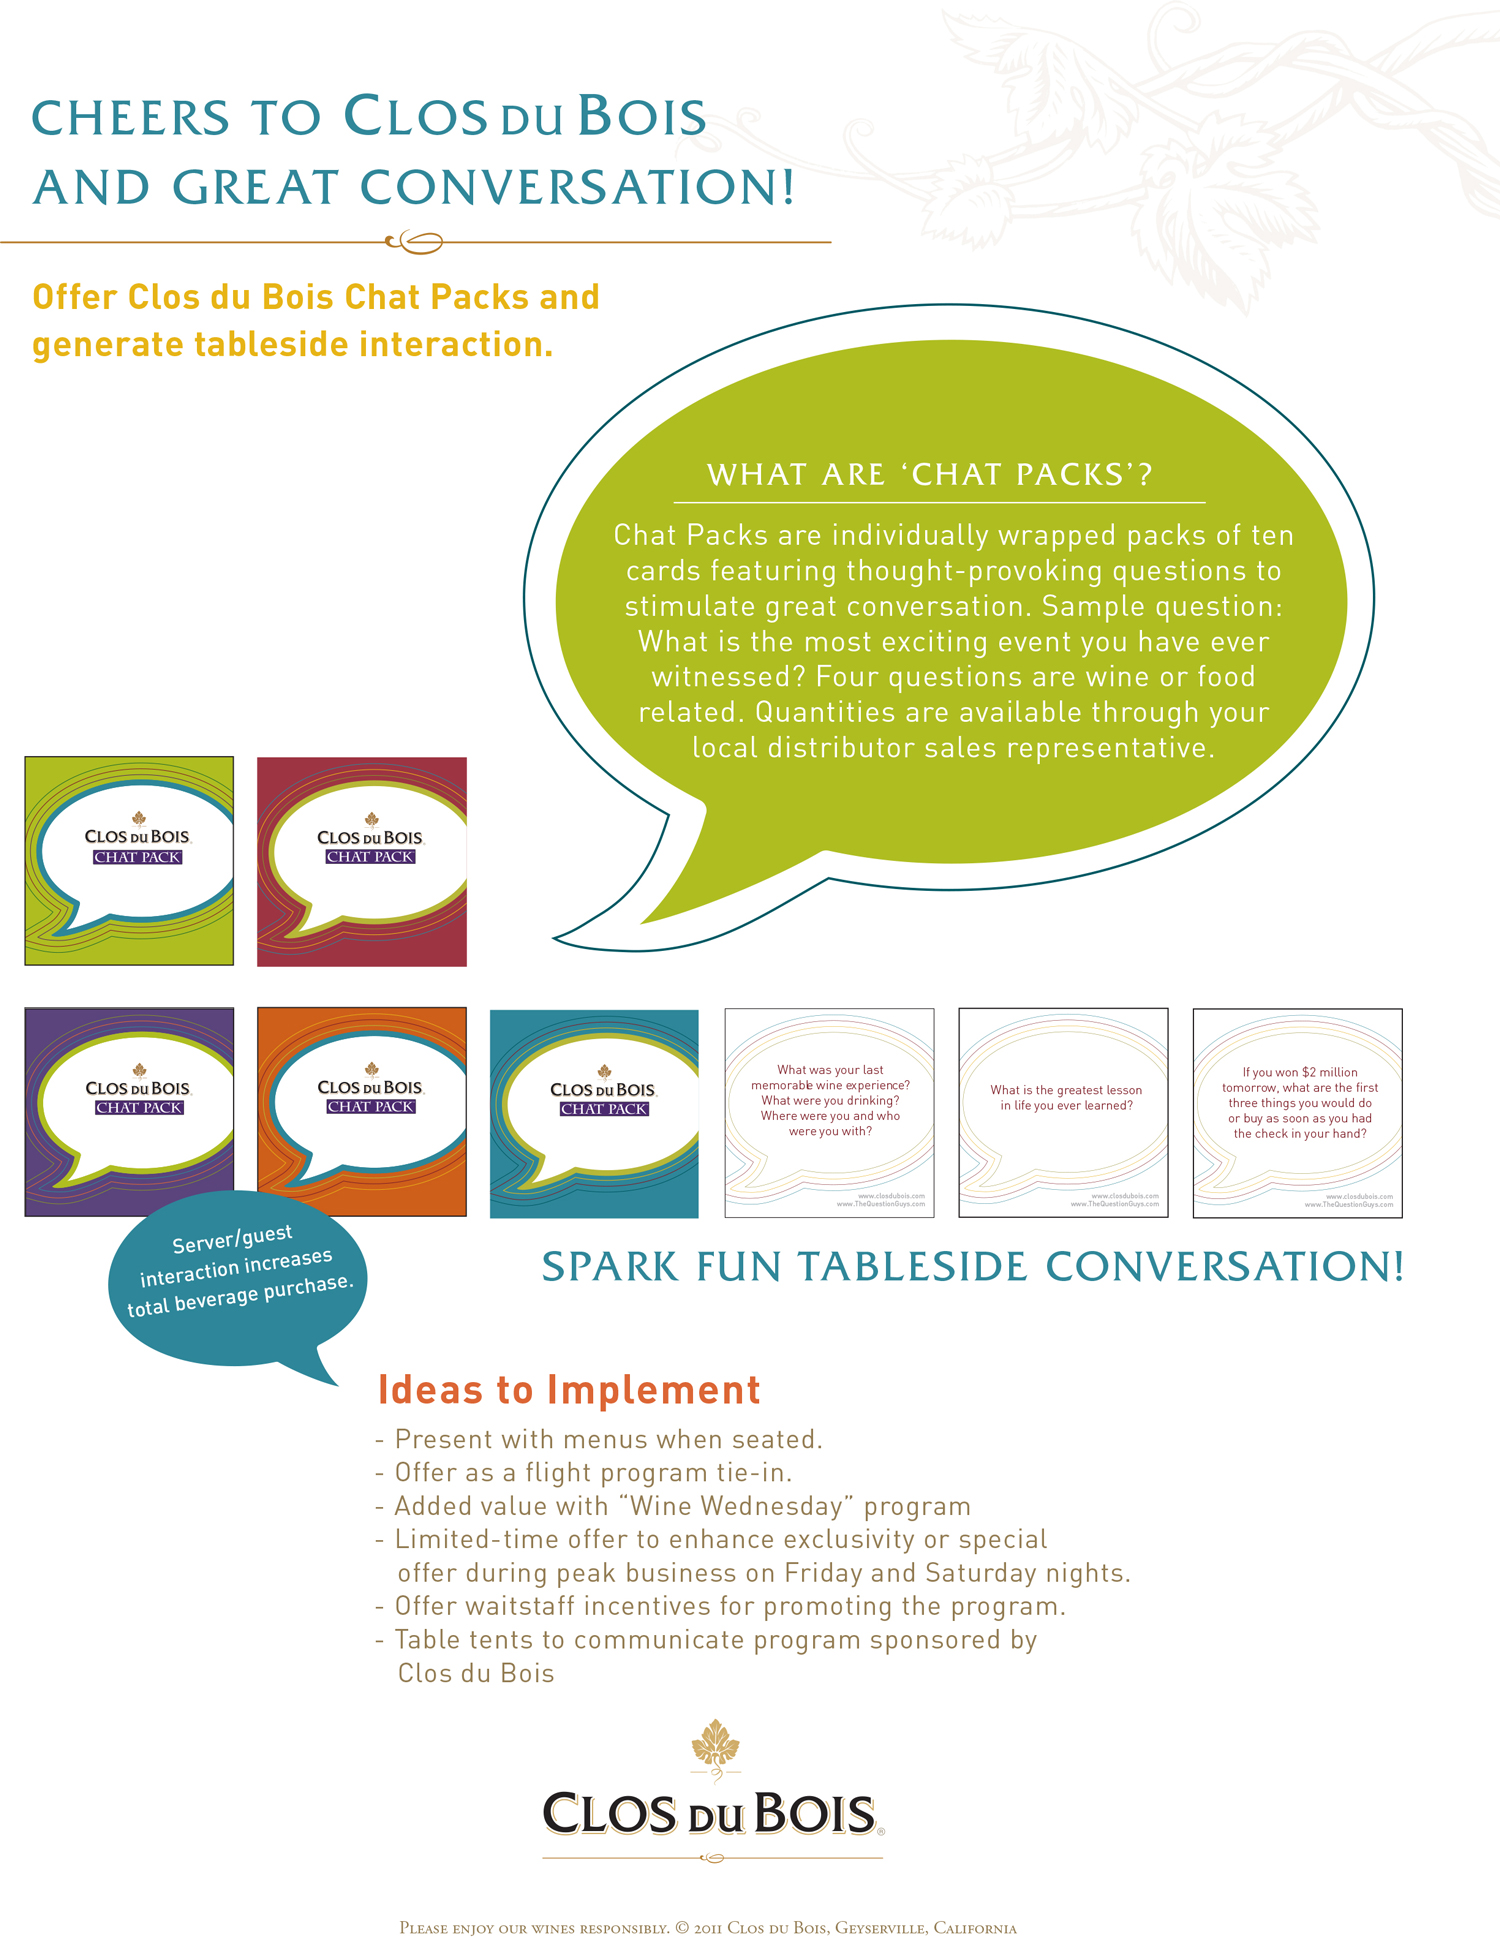 CHEERS TO CLOS DU BOIS
AND GREAT CONVERSATION!
Offer Clos du Bois Chat Packs and
generate tableside interaction.
WHAT ARE ‘CHAT PACKS’?
Chat Packs are individually wrapped packs of ten
cards featuring thought-provoking questions to
stimulate great conversation. Sample question:
What is the most exciting event you have ever
witnessed? Four questions are wine or food
related. Quantities are available through your
local distributor sales representative.
CLOS DU BOIS
CHAT PACK
CLOS DU BOIS
CHAT PACK
CLOS DU BOIS
CHAT PACK
CLOS DU BOIS
CHAT PACK
CLOS DU BOIS
CHAT PACK
What was your last
memorable wine experience?
What were you drinking?
Where were you and who
were you with?
www.closdubois.com
www.TheQuestionGuys.com
What is the greatest lesson
in life you ever learned?
www.closdubois.com
www.TheQuestionGuys.com
If you won $2 million
tomorrow, what are the first
three things you would do
or buy as soon as you had
the check in your hand?
www.closdubois.com
www.TheQuestionGuys.com
Server/guest
interaction increases
total beverage purchase.
SPARK FUN TABLESIDE CONVERSATION!
Ideas to Implement
- Present with menus when seated.
- Offer as a flight program tie-in.
- Added value with “Wine Wednesday” program
- Limited-time offer to enhance exclusivity or special
offer during peak business on Friday and Saturday nights.
- Offer waitstaff incentives for promoting the program.
- Table tents to communicate program sponsored by
Clos du Bois
CLOS DU BOIS®
PLEASE ENJOY OUR WINES RESPONSIBLY. © 2011 CLOS DU BOIS, GEYSERVILLE, CALIFORNIA